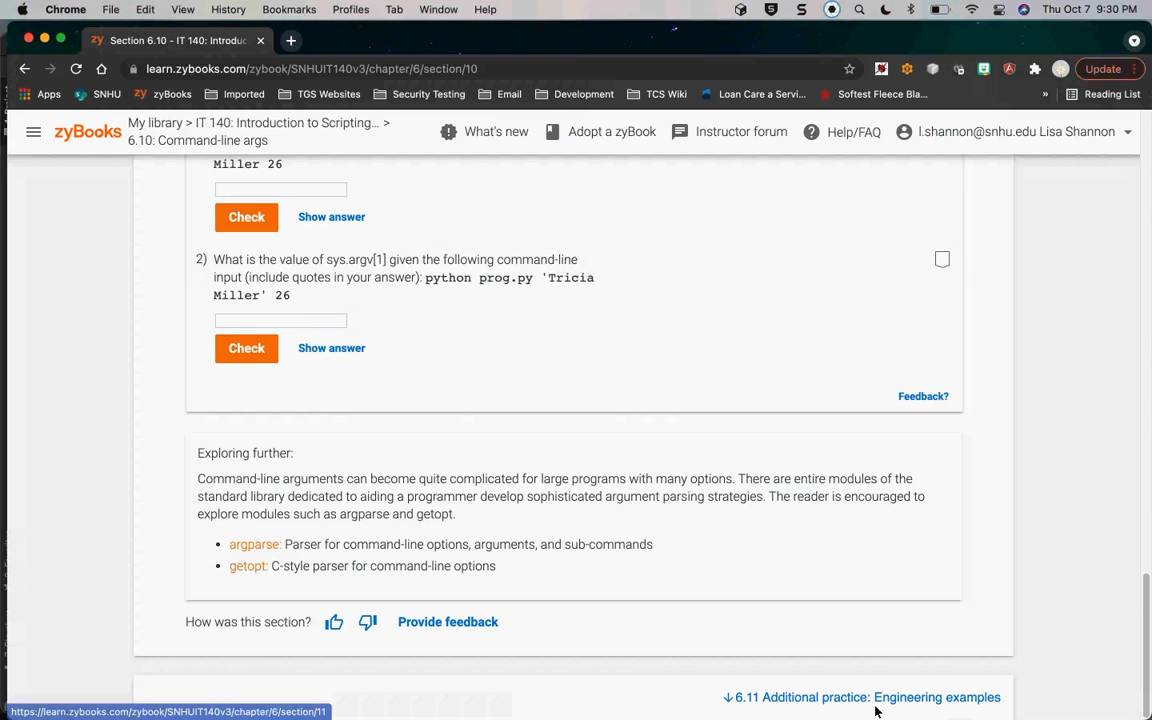 Chrome File Edit View History Bookmarks Profiles Tab Window Help Thu Oct 7 9:30 PM
zy Section 6.10 - IT 140: Introduc
learn.zybooks.com/zybook/SNHUIT140v3/chapter/6/section/10 Update
Apps SNHU zy zyBooks Imported TGS Websites Security Testing Email Development TCS Wiki Loan Care a Servi... Softest Fleece Bla... » Reading List
zyBooks My library > IT 140: Introduction to Scripting... > What's new Adopt a zyBook Instructor forum Help/FAQ l.shannon@snhu.edu Lisa Shannon
6.10: Command-line args
Miller 26
Check Show answer
2) What is the value of sys.argv[1] given the following command-line
input (include quotes in your answer): python prog.py 'Tricia
Miller' 26
Check Show answer
Feedback?
Exploring further:
Command-line arguments can become quite complicated for large programs with many options. There are entire modules of the
standard library dedicated to aiding a programmer develop sophisticated argument parsing strategies. The reader is encouraged to
explore modules such as argparse and getopt.
• argparse: Parser for command-line options, arguments, and sub-commands
• getopt: C-style parser for command-line options
How was this section? Provide feedback
↓ 6.11 Additional practice: Engineering examples
https://learn.zybooks.com/zybook/SNHUIT140v3/chapter/6/section/11